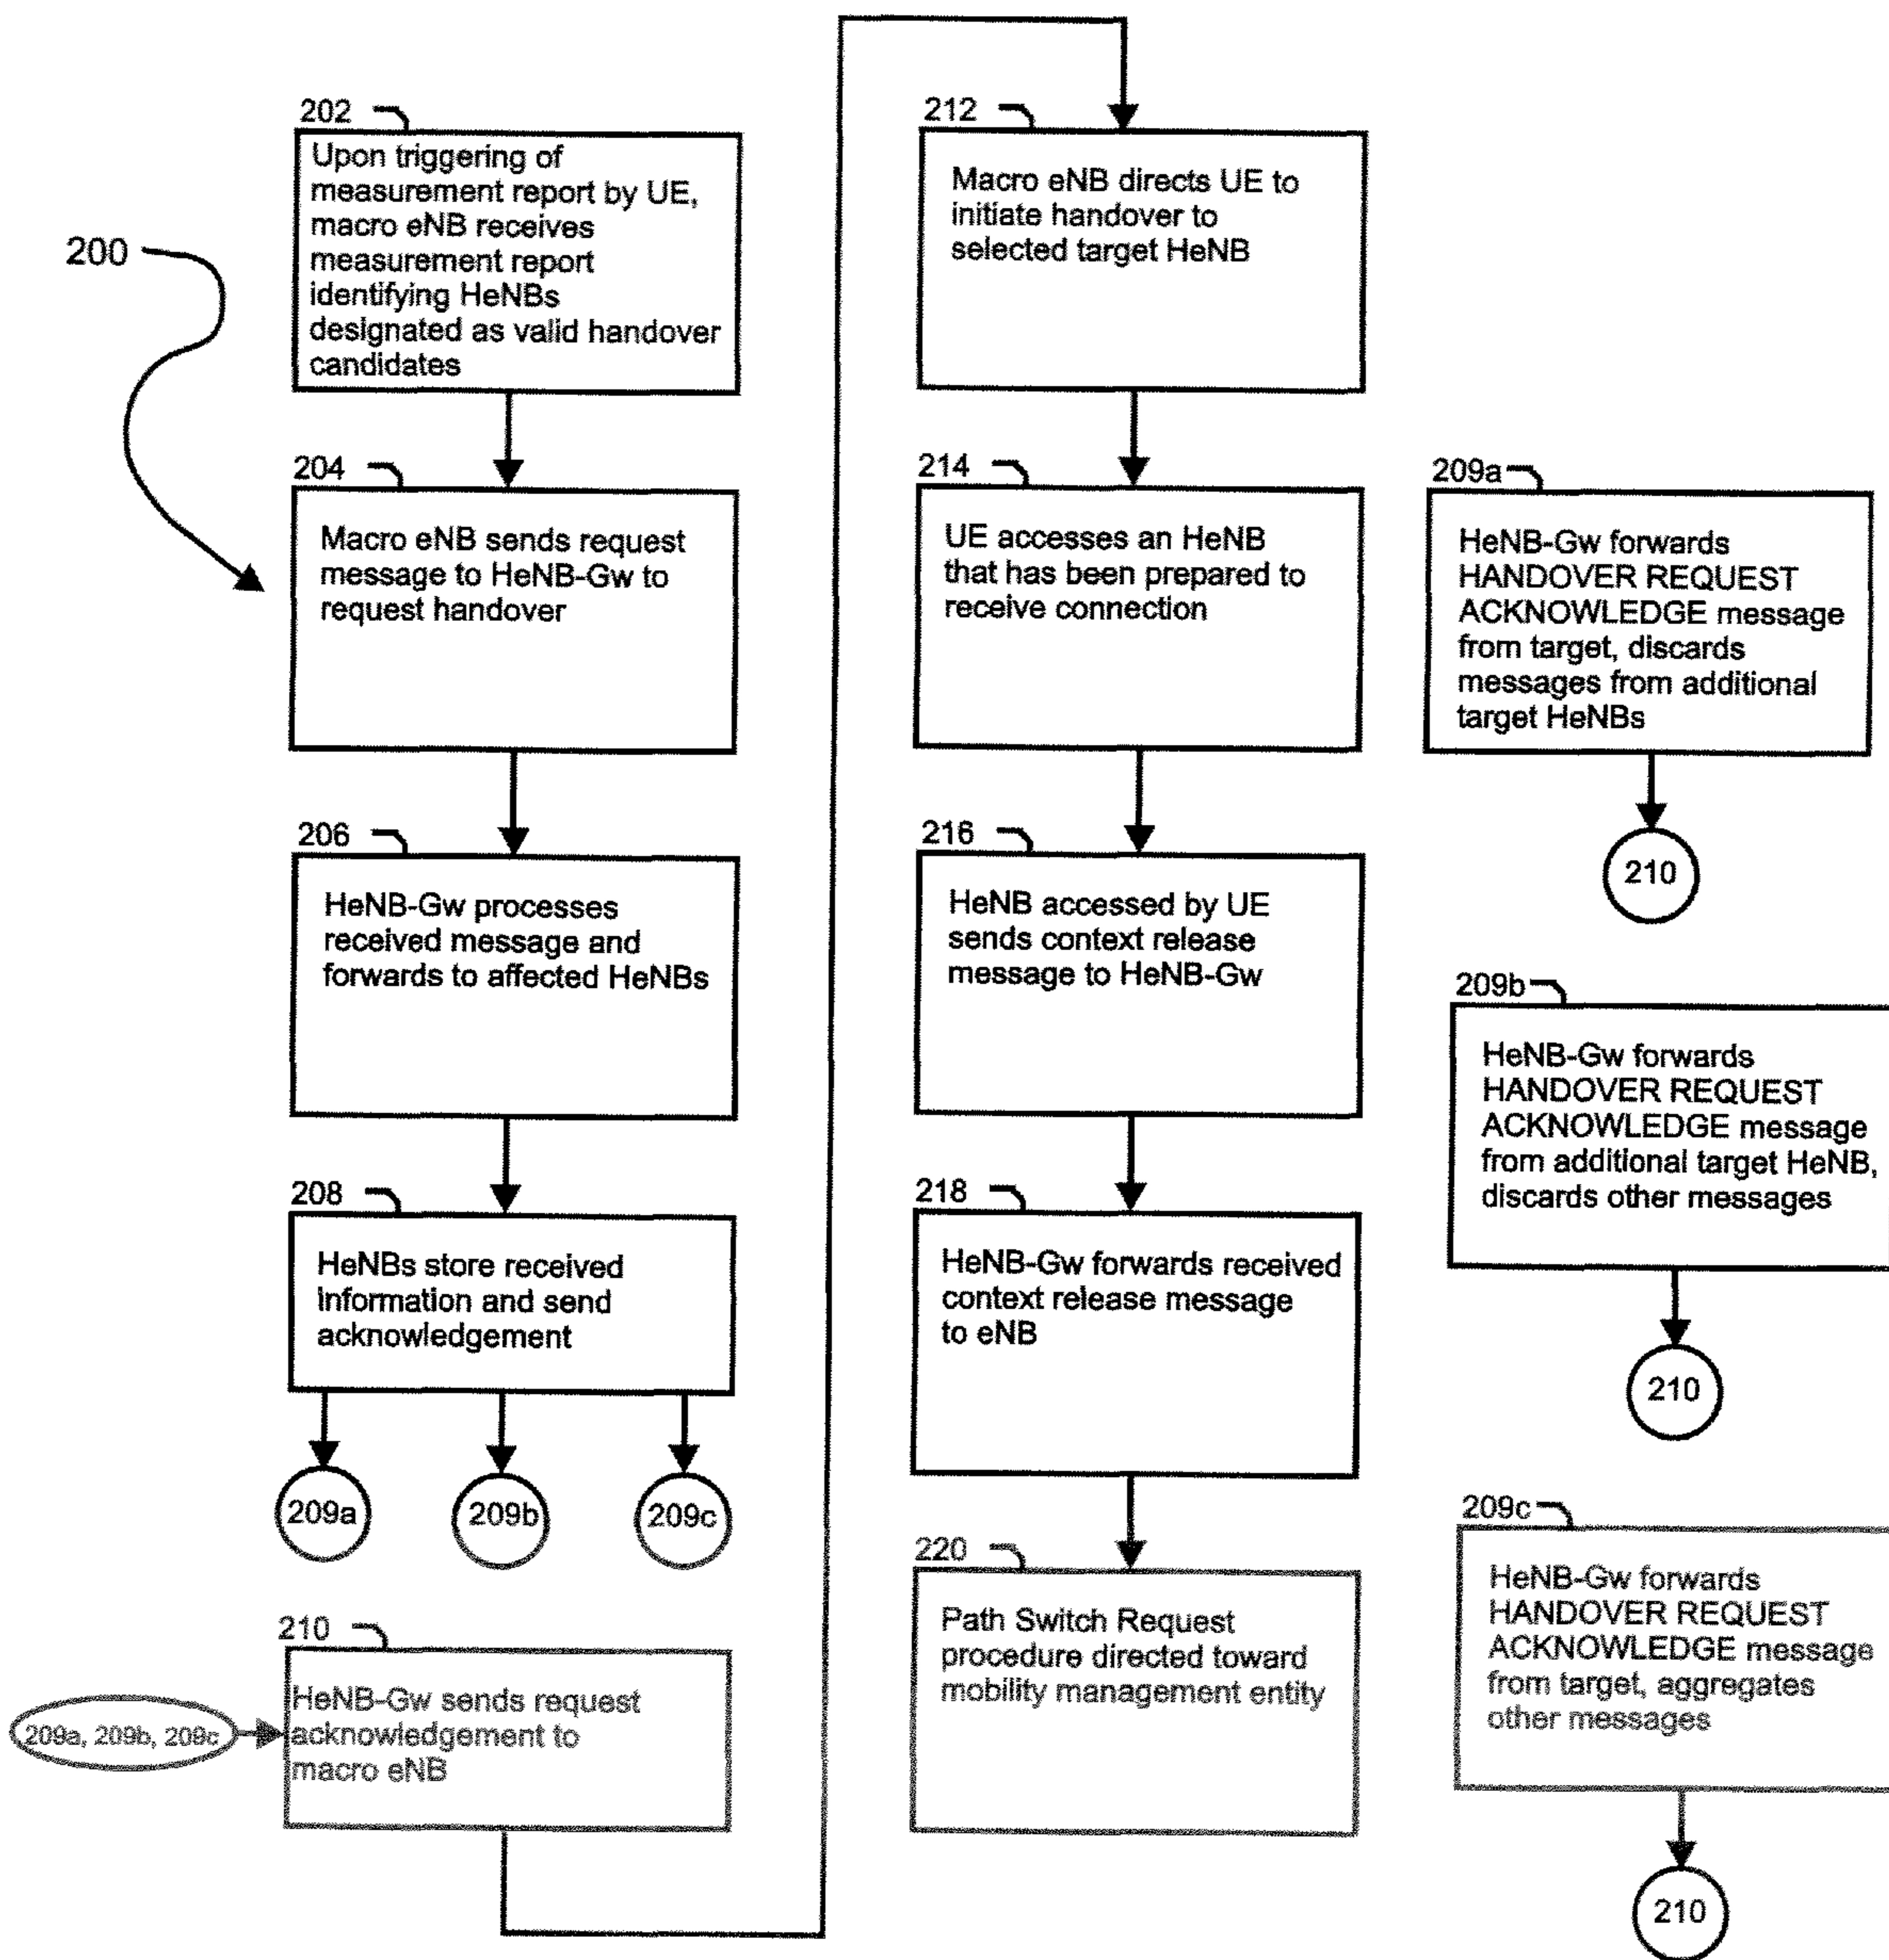 200
202
Upon triggering of
measurement report by UE,
macro eNB receives
measurement report
identifying HeNBs
designated as valid handover
candidates
204
Macro eNB sends request
message to HeNB-Gw to
request handover
206
HeNB-Gw processes
received message and
forwards to affected HeNBs
208
HeNBs store received
information and send
acknowledgement
209a
209b
209c
210
209a, 209b, 209c
HeNB-Gw sends request
acknowledgement to
macro eNB
212
Macro eNB directs UE to
initiate handover to
selected target HeNB
214
UE accesses an HeNB
that has been prepared to
receive connection
216
HeNB accessed by UE
sends context release
message to HeNB-Gw
218
HeNB-Gw forwards received
context release message
to eNB
220
Path Switch Request
procedure directed toward
mobility management entity
209a
HeNB-Gw forwards
HANDOVER REQUEST
ACKNOWLEDGE message
from target, discards
messages from additional
target HeNBs
210
209b
HeNB-Gw forwards
HANDOVER REQUEST
ACKNOWLEDGE message
from additional target HeNB,
discards other messages
210
209c
HeNB-Gw forwards
HANDOVER REQUEST
ACKNOWLEDGE message
from target, aggregates
other messages
210